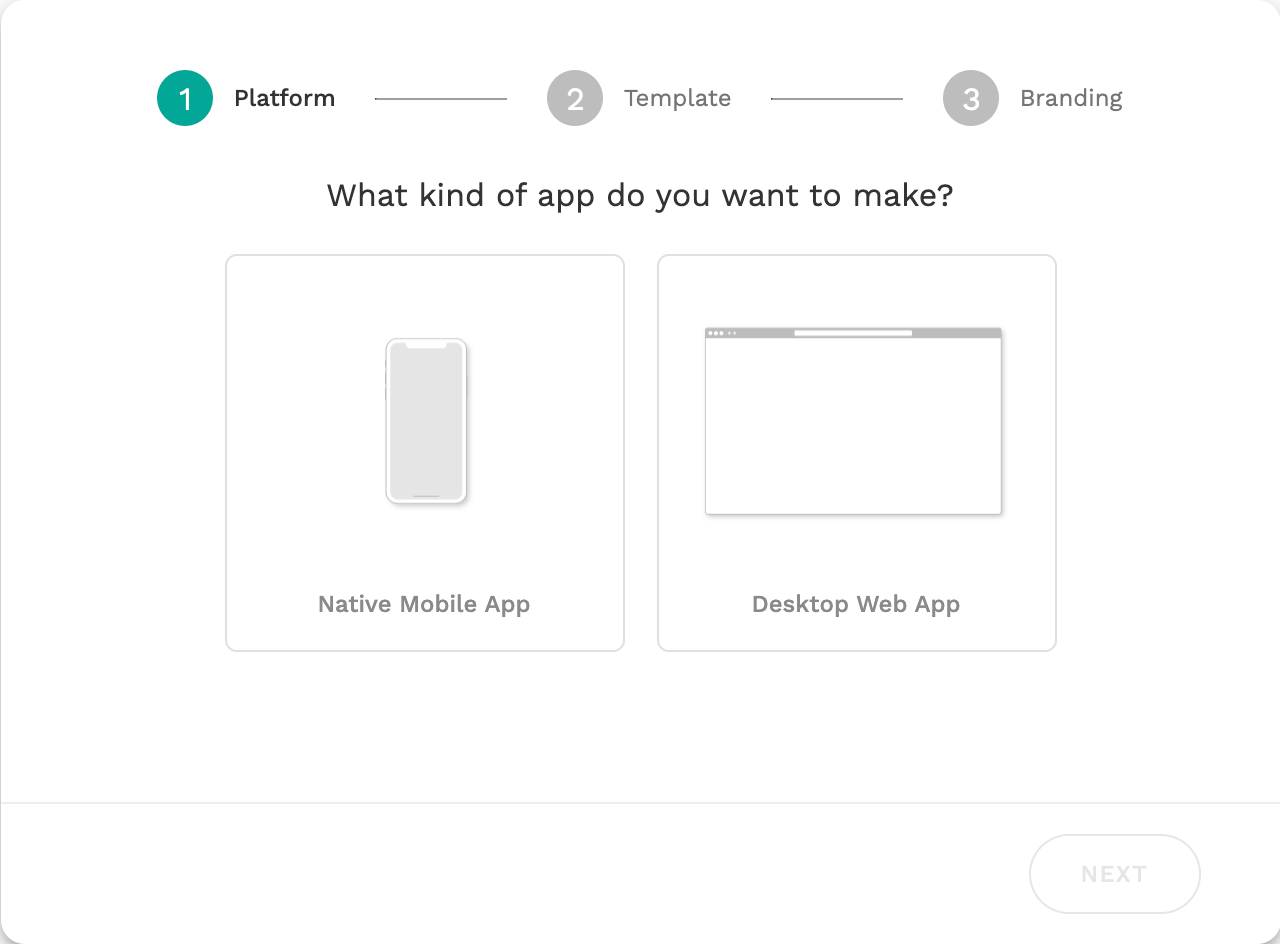 1 Platform 2 Template 3 Branding
What kind of app do you want to make?
Native Mobile App Desktop Web App
NEXT